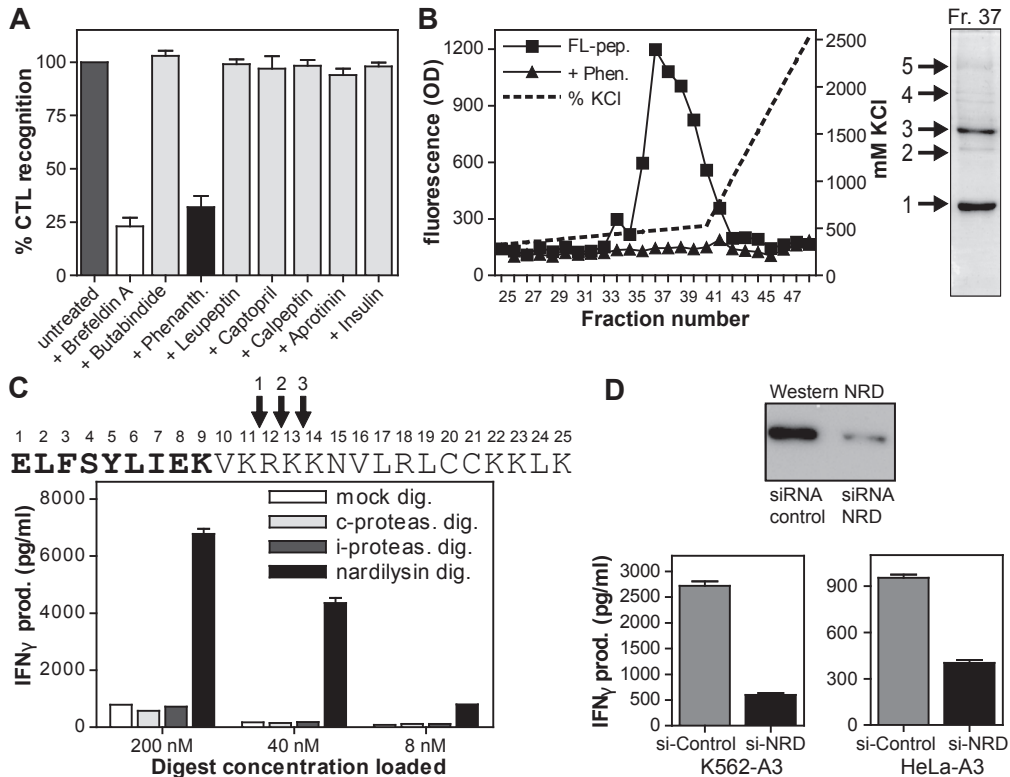 A
% CTL recognition
100
75
50
25
0
untreated
+ Brefeldin A
+ Butabindide
+ Phenanth.
+ Leupeptin
+ Captopril
+ Calpeptin
+ Aprotinin
+ Insulin
B
fluorescence (OD)
1200
900
600
300
0
FL-pep.
+ Phen.
% KCl
2500
2000
1500
1000
500
0
mM KCl
25 27 29 31 33 35 37 39 41 43 45 47
Fraction number
Fr. 37
5
4
3
2
1
C
1 2 3
1 2 3 4 5 6 7 8 9 10 11 12 13 14 15 16 17 18 19 20 21 22 23 24 25
ELFSYLIEKVKRKKNVLRLCCKKLK
IFNγ prod. (pg/ml)
8000
6000
4000
2000
0
mock dig.
c-proteas. dig.
i-proteas. dig.
nardilysin dig.
200 nM 40 nM 8 nM
Digest concentration loaded
D
Western NRD
siRNA control
siRNA NRD
IFNγ prod. (pg/ml)
3000
2500
2000
1500
1000
500
0
si-Control si-NRD
K562-A3
900
600
300
0
si-Control si-NRD
HeLa-A3